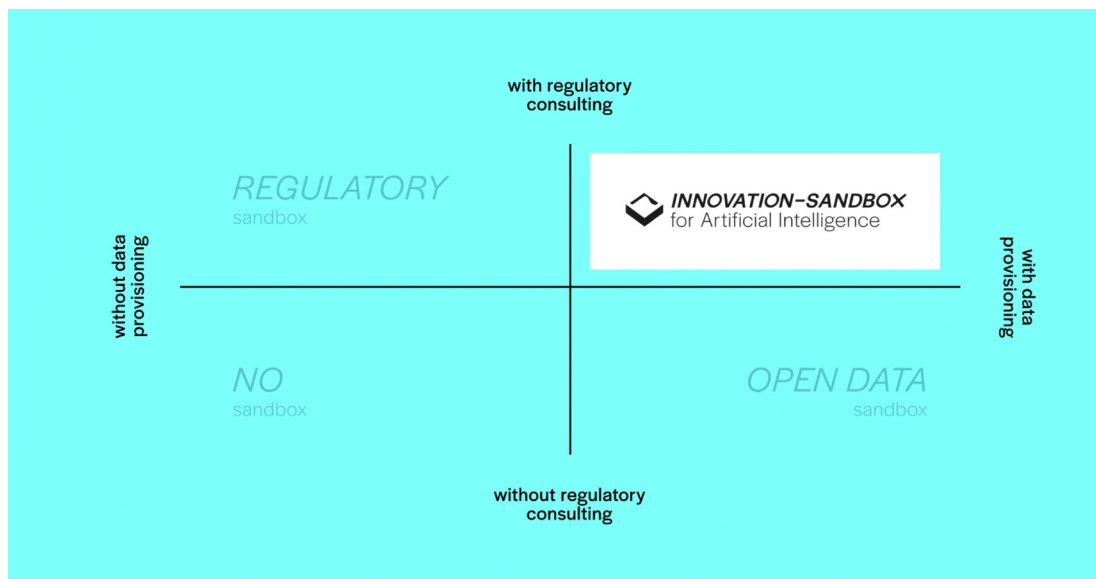 with regulatory
consulting
REGULATORY
sandbox
INNOVATION-SANDBOX
for Artificial Intelligence
without data
provisioning
with data
provisioning
NO
sandbox
OPEN DATA
sandbox
without regulatory
consulting